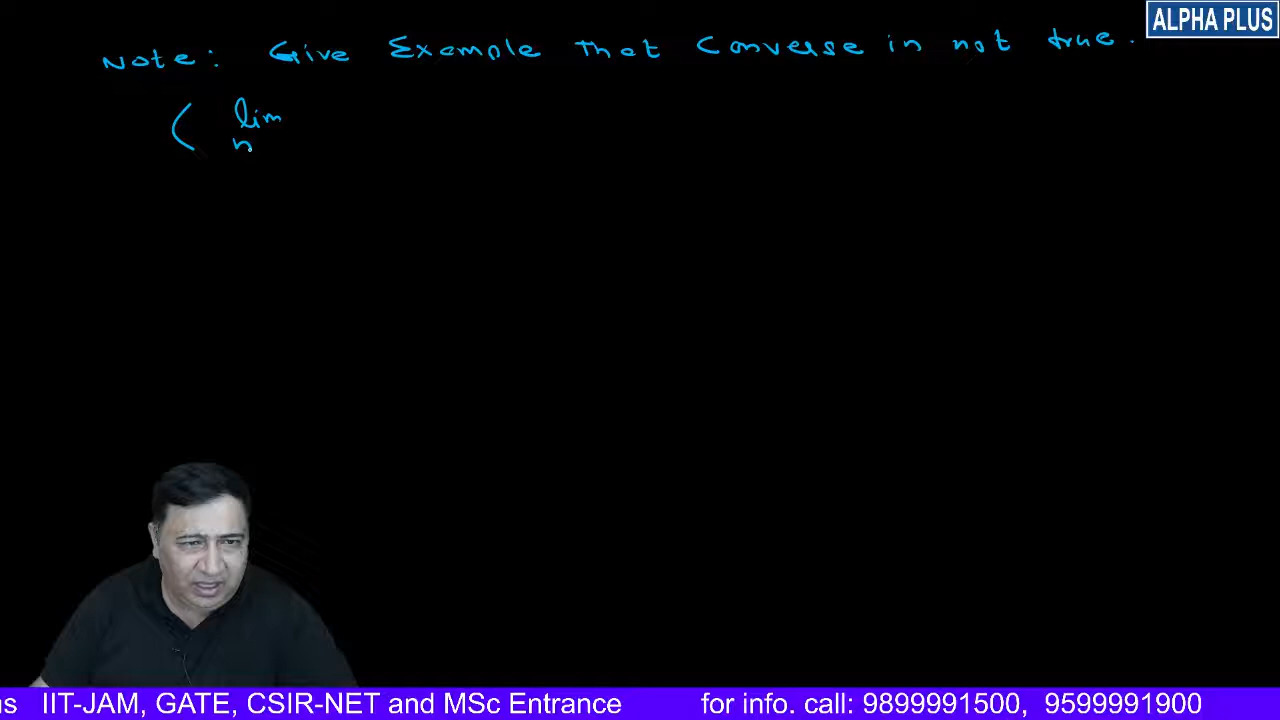 ALPHA PLUS
Note: Give Example That Converse in not true.
( lim
n
ns IIT-JAM, GATE, CSIR-NET and MSc Entrance for info. call: 9899991500, 9599991900